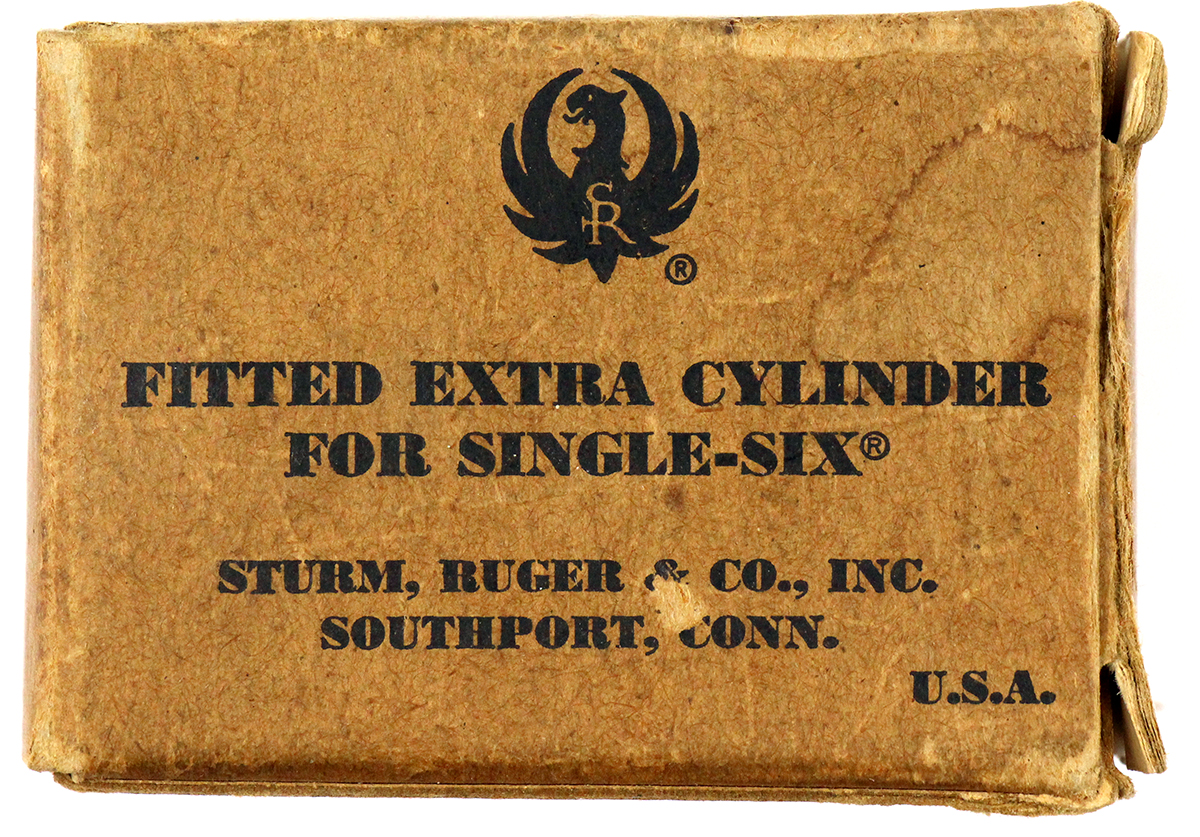 SR
®
FITTED EXTRA CYLINDER
FOR SINGLE-SIX®
STURM, RUGER & CO., INC.
SOUTHPORT, CONN.
U.S.A.